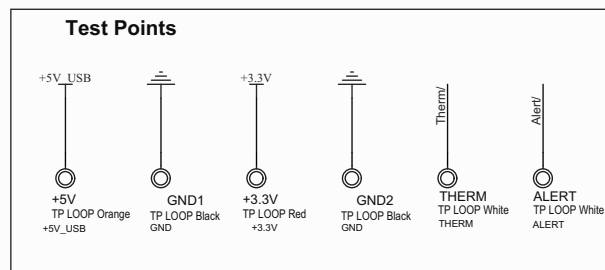 Test Points
+5V_USB
+3.3V
Therm/
Alert/
+5V
TP LOOP Orange
+5V_USB
GND1
TP LOOP Black
GND
+3.3V
TP LOOP Red
+3.3V
GND2
TP LOOP Black
GND
THERM
TP LOOP White
THERM
ALERT
TP LOOP White
ALERT